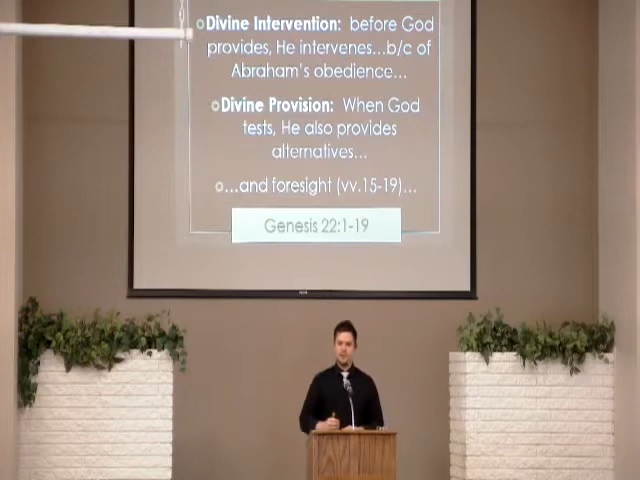 Divine Intervention: before God
provides, He intervenes...b/c of
Abraham's obedience...
Divine Provision: When God
tests, He also provides
alternatives...
...and foresight (vv.15-19)...
Genesis 22:1-19